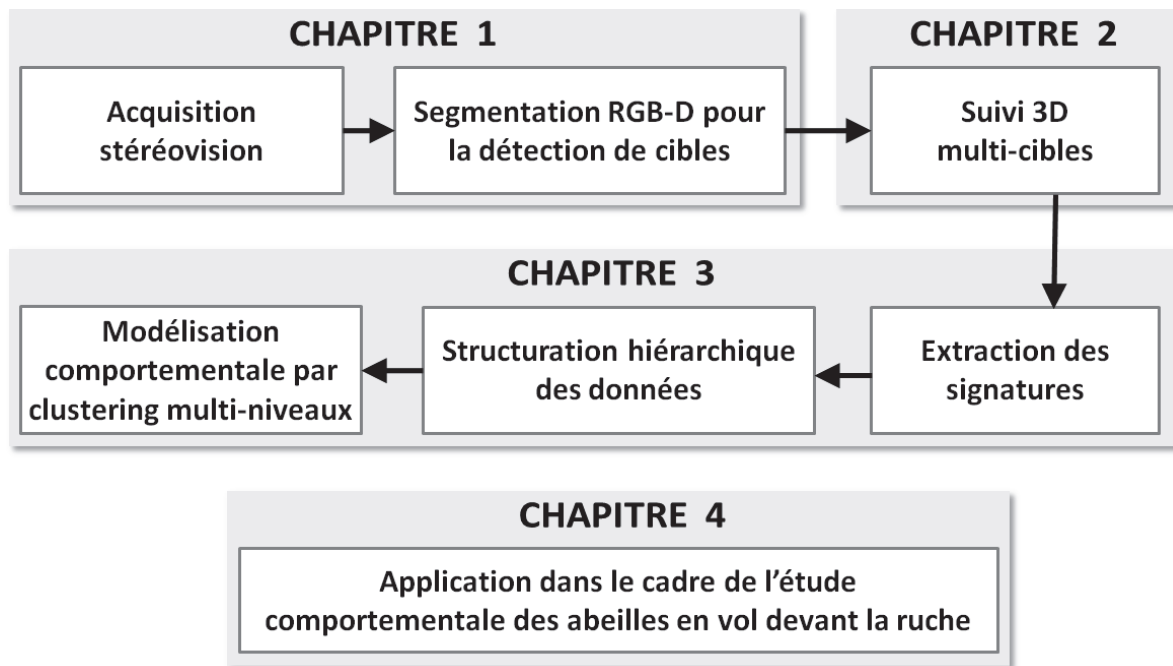 CHAPITRE 1
Acquisition
stéréovision
Segmentation RGB-D pour
la détection de cibles
CHAPITRE 2
Suivi 3D
multi-cibles
CHAPITRE 3
Extraction des
signatures
Structuration hiérarchique
des données
Modélisation
comportementale par
clustering multi-niveaux
CHAPITRE 4
Application dans le cadre de l’étude
comportementale des abeilles en vol devant la ruche